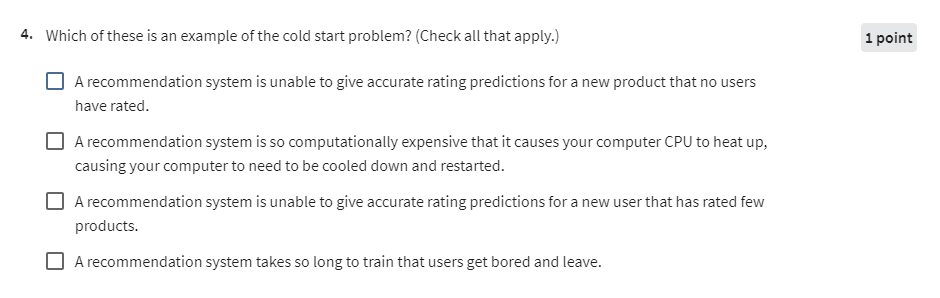 4. Which of these is an example of the cold start problem? (Check all that apply.)
1 point
A recommendation system is unable to give accurate rating predictions for a new product that no users
have rated.
A recommendation system is so computationally expensive that it causes your computer CPU to heat up,
causing your computer to need to be cooled down and restarted.
A recommendation system is unable to give accurate rating predictions for a new user that has rated few
products.
A recommendation system takes so long to train that users get bored and leave.